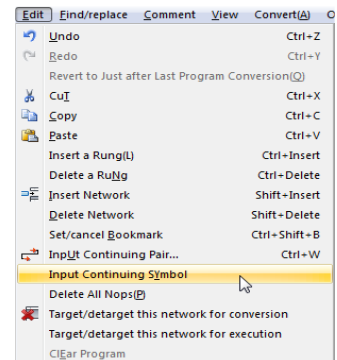 Edit Find/replace Comment View Convert(A) O
Undo Ctrl+Z
Redo Ctrl+Y
Revert to Just after Last Program Conversion(Q)
CuT Ctrl+X
Copy Ctrl+C
Paste Ctrl+V
Insert a Rung(L) Ctrl+Insert
Delete a RuNg Ctrl+Delete
Insert Network Shift+Insert
Delete Network Shift+Delete
Set/cancel Bookmark Ctrl+Shift+B
InpUt Continuing Pair... Ctrl+W
Input Continuing SYmbol
Delete All Nops(P)
Target/detarget this network for conversion
Target/detarget this network for execution
ClEar Program